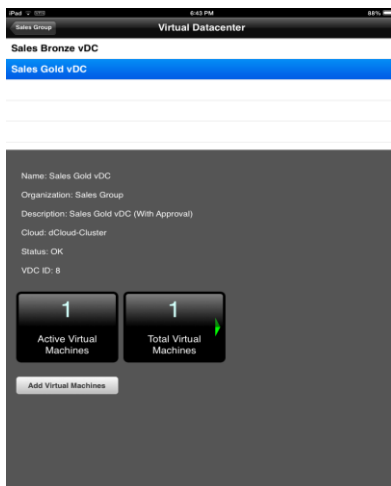 iPad 6:43 PM 88%
Sales Group Virtual Datacenter
Sales Bronze vDC
Sales Gold vDC
Name: Sales Gold vDC
Organization: Sales Group
Description: Sales Gold vDC (With Approval)
Cloud: dCloud-Cluster
Status: OK
VDC ID: 8
1
Active Virtual
Machines
1
Total Virtual
Machines
Add Virtual Machines